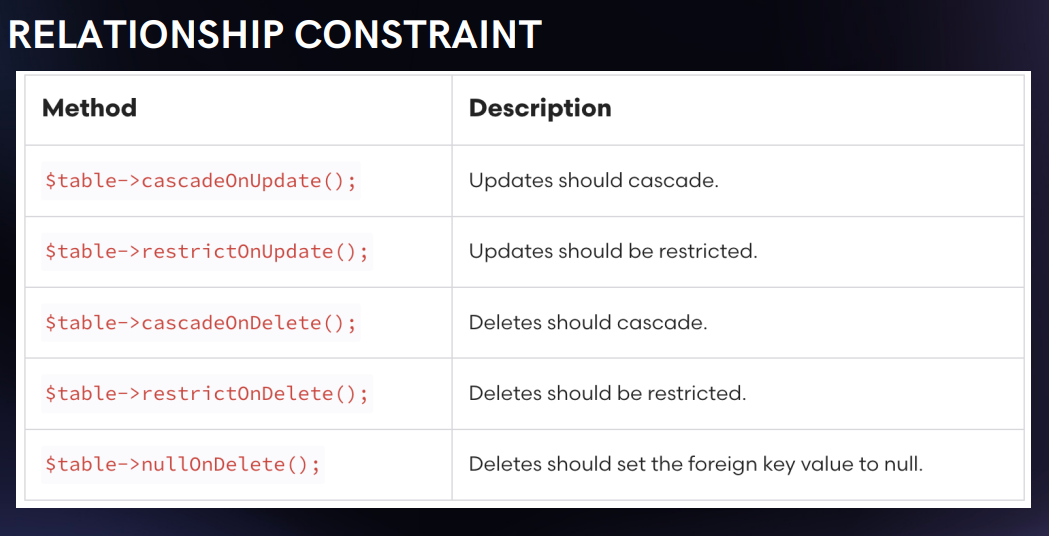 RELATIONSHIP CONSTRAINT
Method Description
$table->cascadeOnUpdate(); Updates should cascade.
$table->restrictOnUpdate(); Updates should be restricted.
$table->cascadeOnDelete(); Deletes should cascade.
$table->restrictOnDelete(); Deletes should be restricted.
$table->nullOnDelete(); Deletes should set the foreign key value to null.